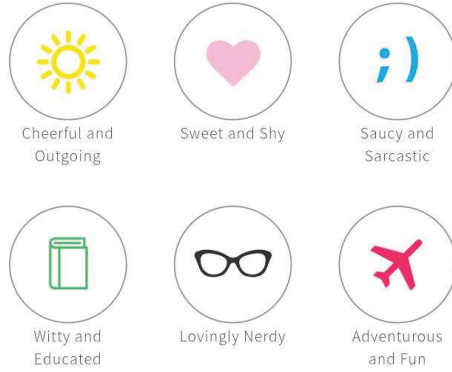 Cheerful and
Outgoing
Sweet and Shy
;)
Saucy and
Sarcastic
Witty and
Educated
Lovingly Nerdy
Adventurous
and Fun